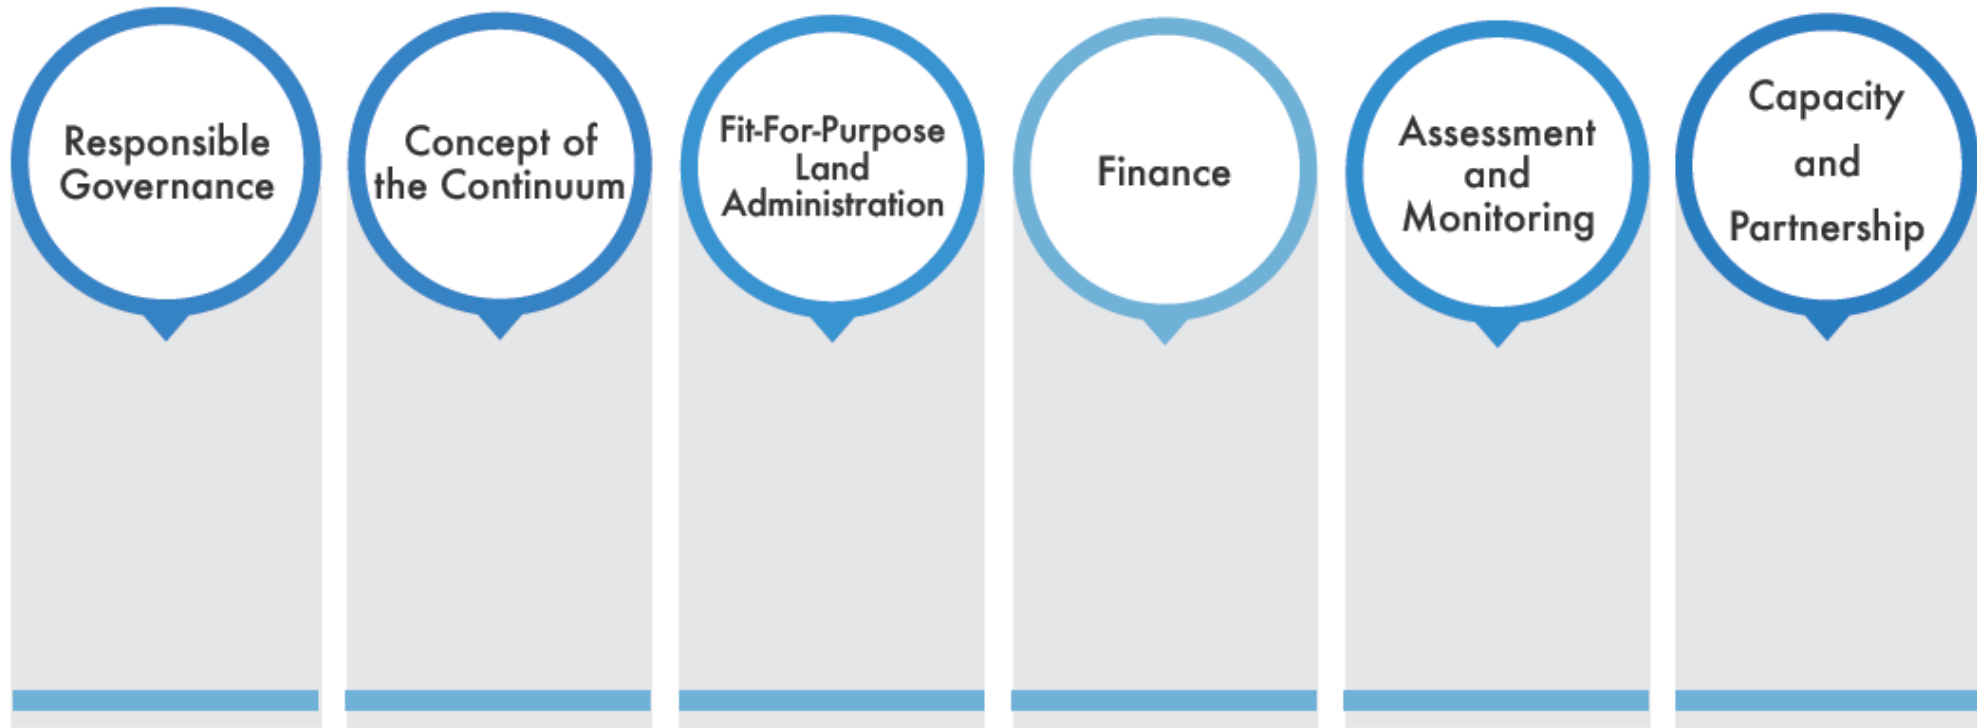 Responsible
Governance
Concept of
the Continuum
Fit-For-Purpose
Land
Administration
Finance
Assessment
and
Monitoring
Capacity
and
Partnership